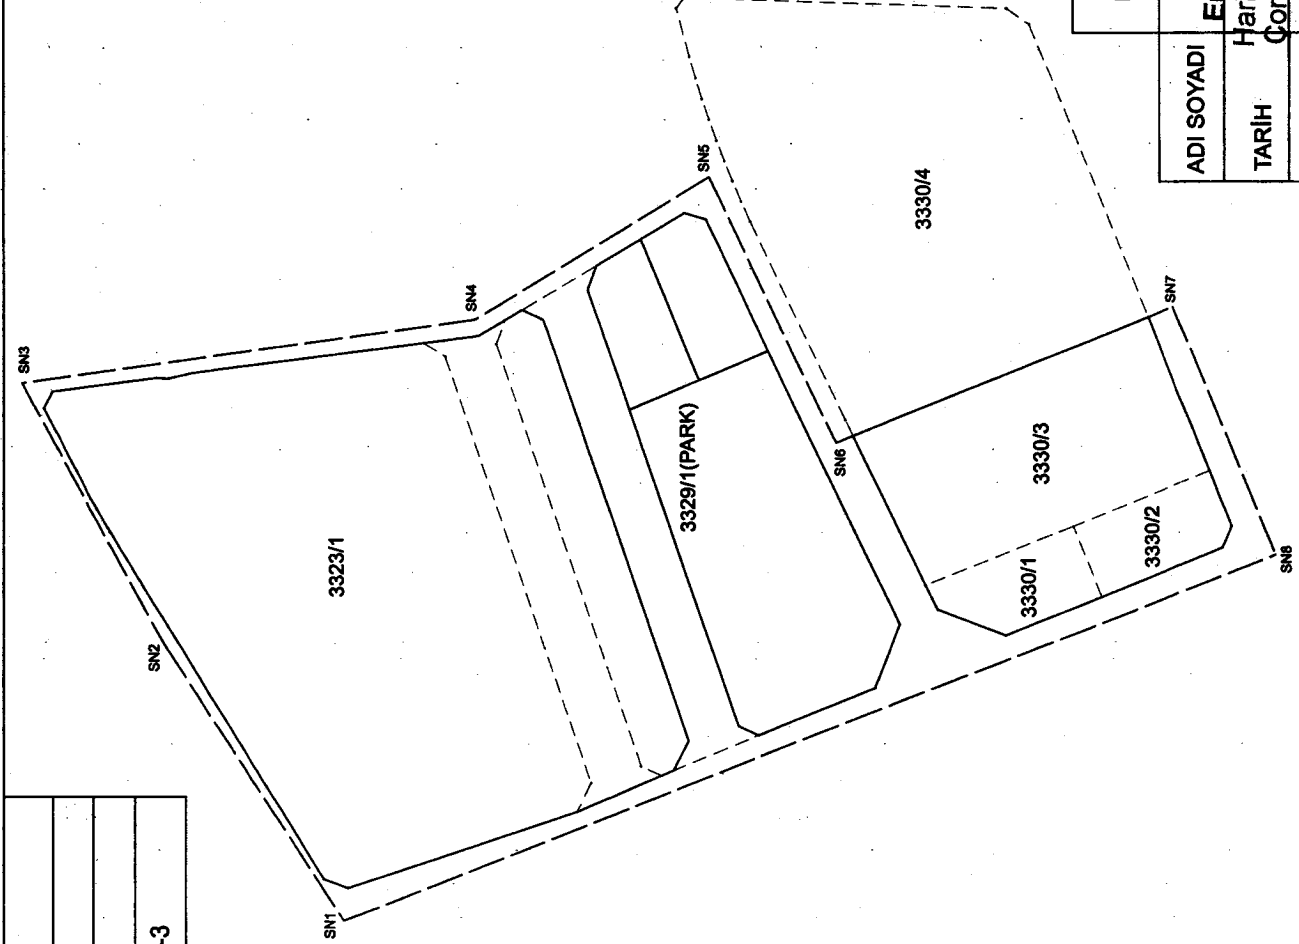 SN3
SN4
SN5
SN2
3323/1
3329/1(PARK)
3330/4
SN6
SN7
3330/3
3330/1
3330/2
SN1
SN8
-3
ADI SOYADI
TARİH